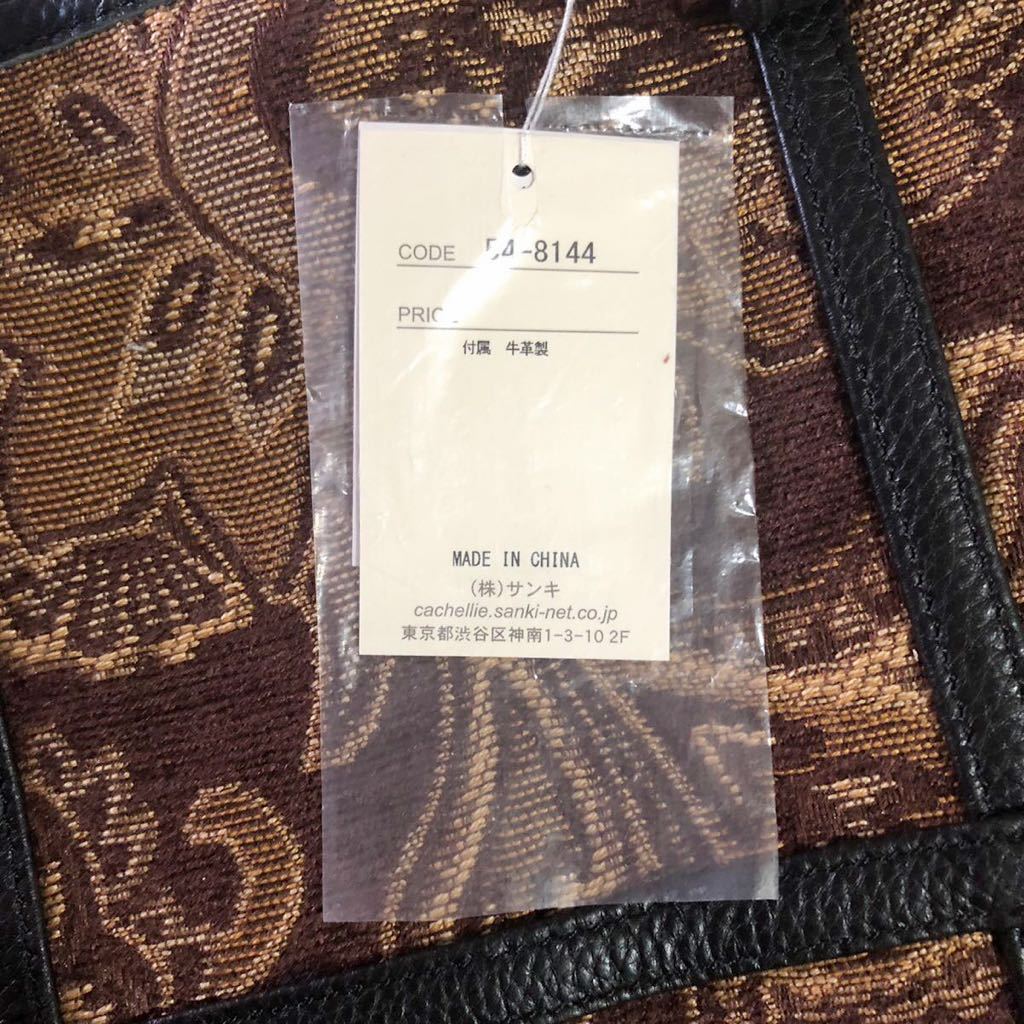 CODE 54-8144
PRICE
付属 牛革製
MADE IN CHINA
(株)サンキ
cachellie.sanki-net.co.jp
東京都渋谷区神南1-3-10 2F